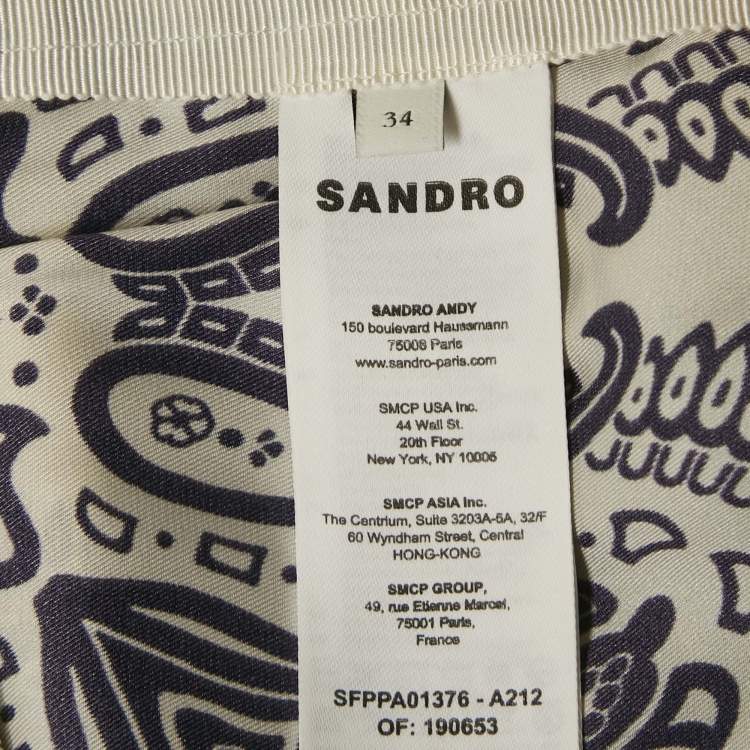 34
SANDRO
SANDRO ANDY
150 boulevard Haussmann
75008 Paris
www.sandro-paris.com
SMCP USA Inc.
44 Wall St.
20th Floor
New York, NY 10005
SMCP ASIA Inc.
The Centrium, Suite 3203A-5A, 32/F
60 Wyndham Street, Central
HONG-KONG
SMCP GROUP,
49, rue Etienne Marcel,
75001 Paris,
France
SFPPA01376 - A212
OF: 190653